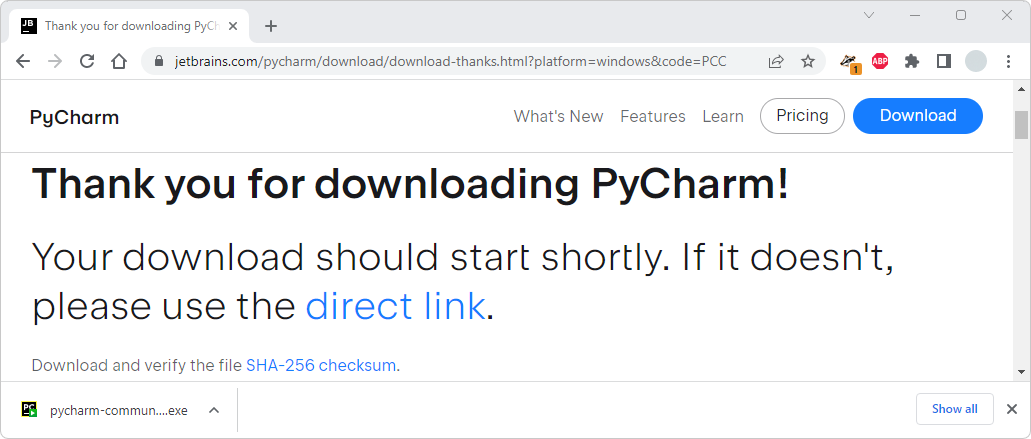 JB
Thank you for downloading PyCh
jetbrains.com/pycharm/download/download-thanks.html?platform=windows&code=PCC
1
ABP
PyCharm
What's New
Features
Learn
Pricing
Download
Thank you for downloading PyCharm!
Your download should start shortly. If it doesn't,
please use the direct link.
Download and verify the file SHA-256 checksum.
PC
pycharm-commun....exe
Show all